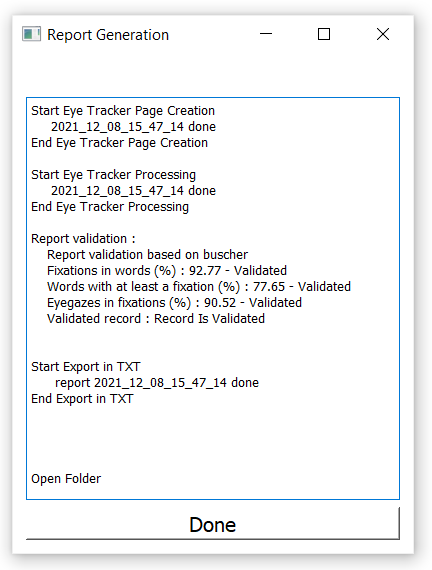 Report Generation
Start Eye Tracker Page Creation
2021_12_08_15_47_14 done
End Eye Tracker Page Creation
Start Eye Tracker Processing
2021_12_08_15_47_14 done
End Eye Tracker Processing
Report validation :
Report validation based on buscher
Fixations in words (%) : 92.77 - Validated
Words with at least a fixation (%) : 77.65 - Validated
Eyegazes in fixations (%) : 90.52 - Validated
Validated record : Record Is Validated
Start Export in TXT
report 2021_12_08_15_47_14 done
End Export in TXT
Open Folder
Done